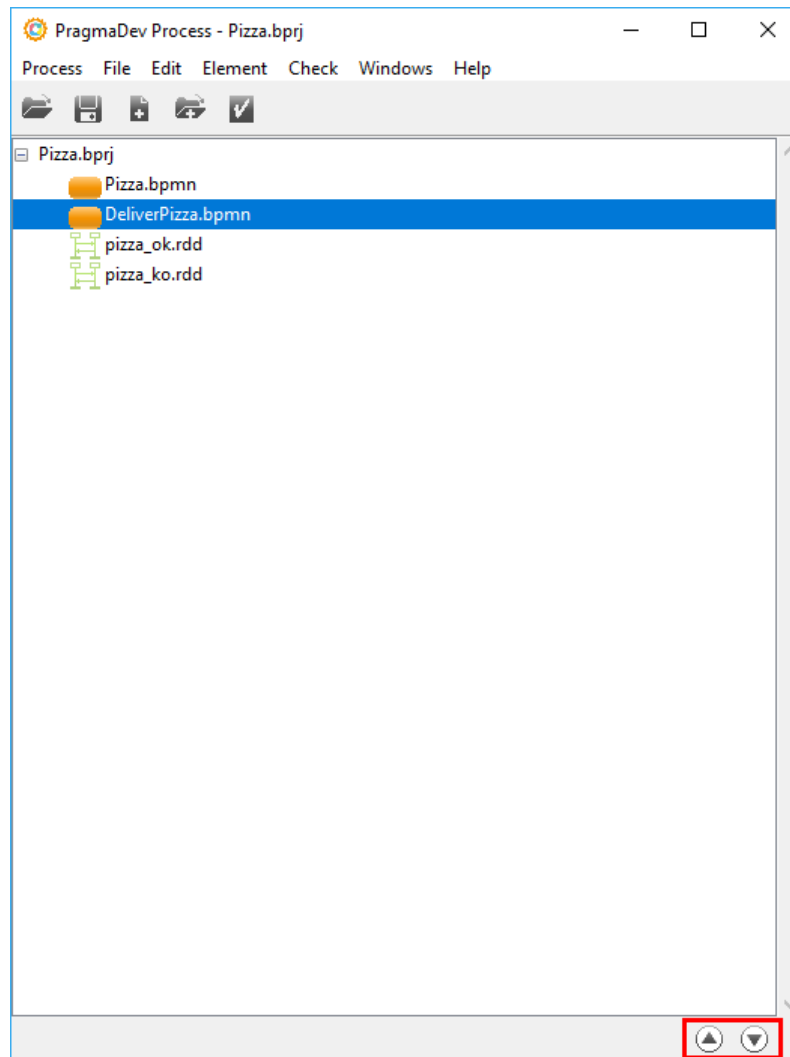 PragmaDev Process - Pizza.bprj
Process File Edit Element Check Windows Help
Pizza.bprj
Pizza.bpmn
DeliverPizza.bpmn
pizza_ok.rdd
pizza_ko.rdd